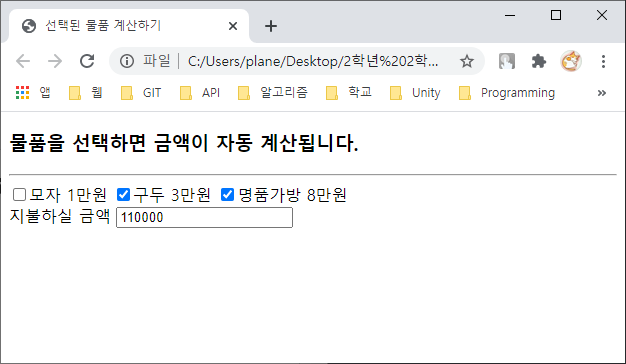 선택된 물품 계산하기
파일 C:/Users/plane/Desktop/2학년%202학...
앱 웹 GIT API 알고리즘 학교 Unity Programming »
물품을 선택하면 금액이 자동 계산됩니다.
모자 1만원 구두 3만원 명품가방 8만원
지불하실 금액 110000